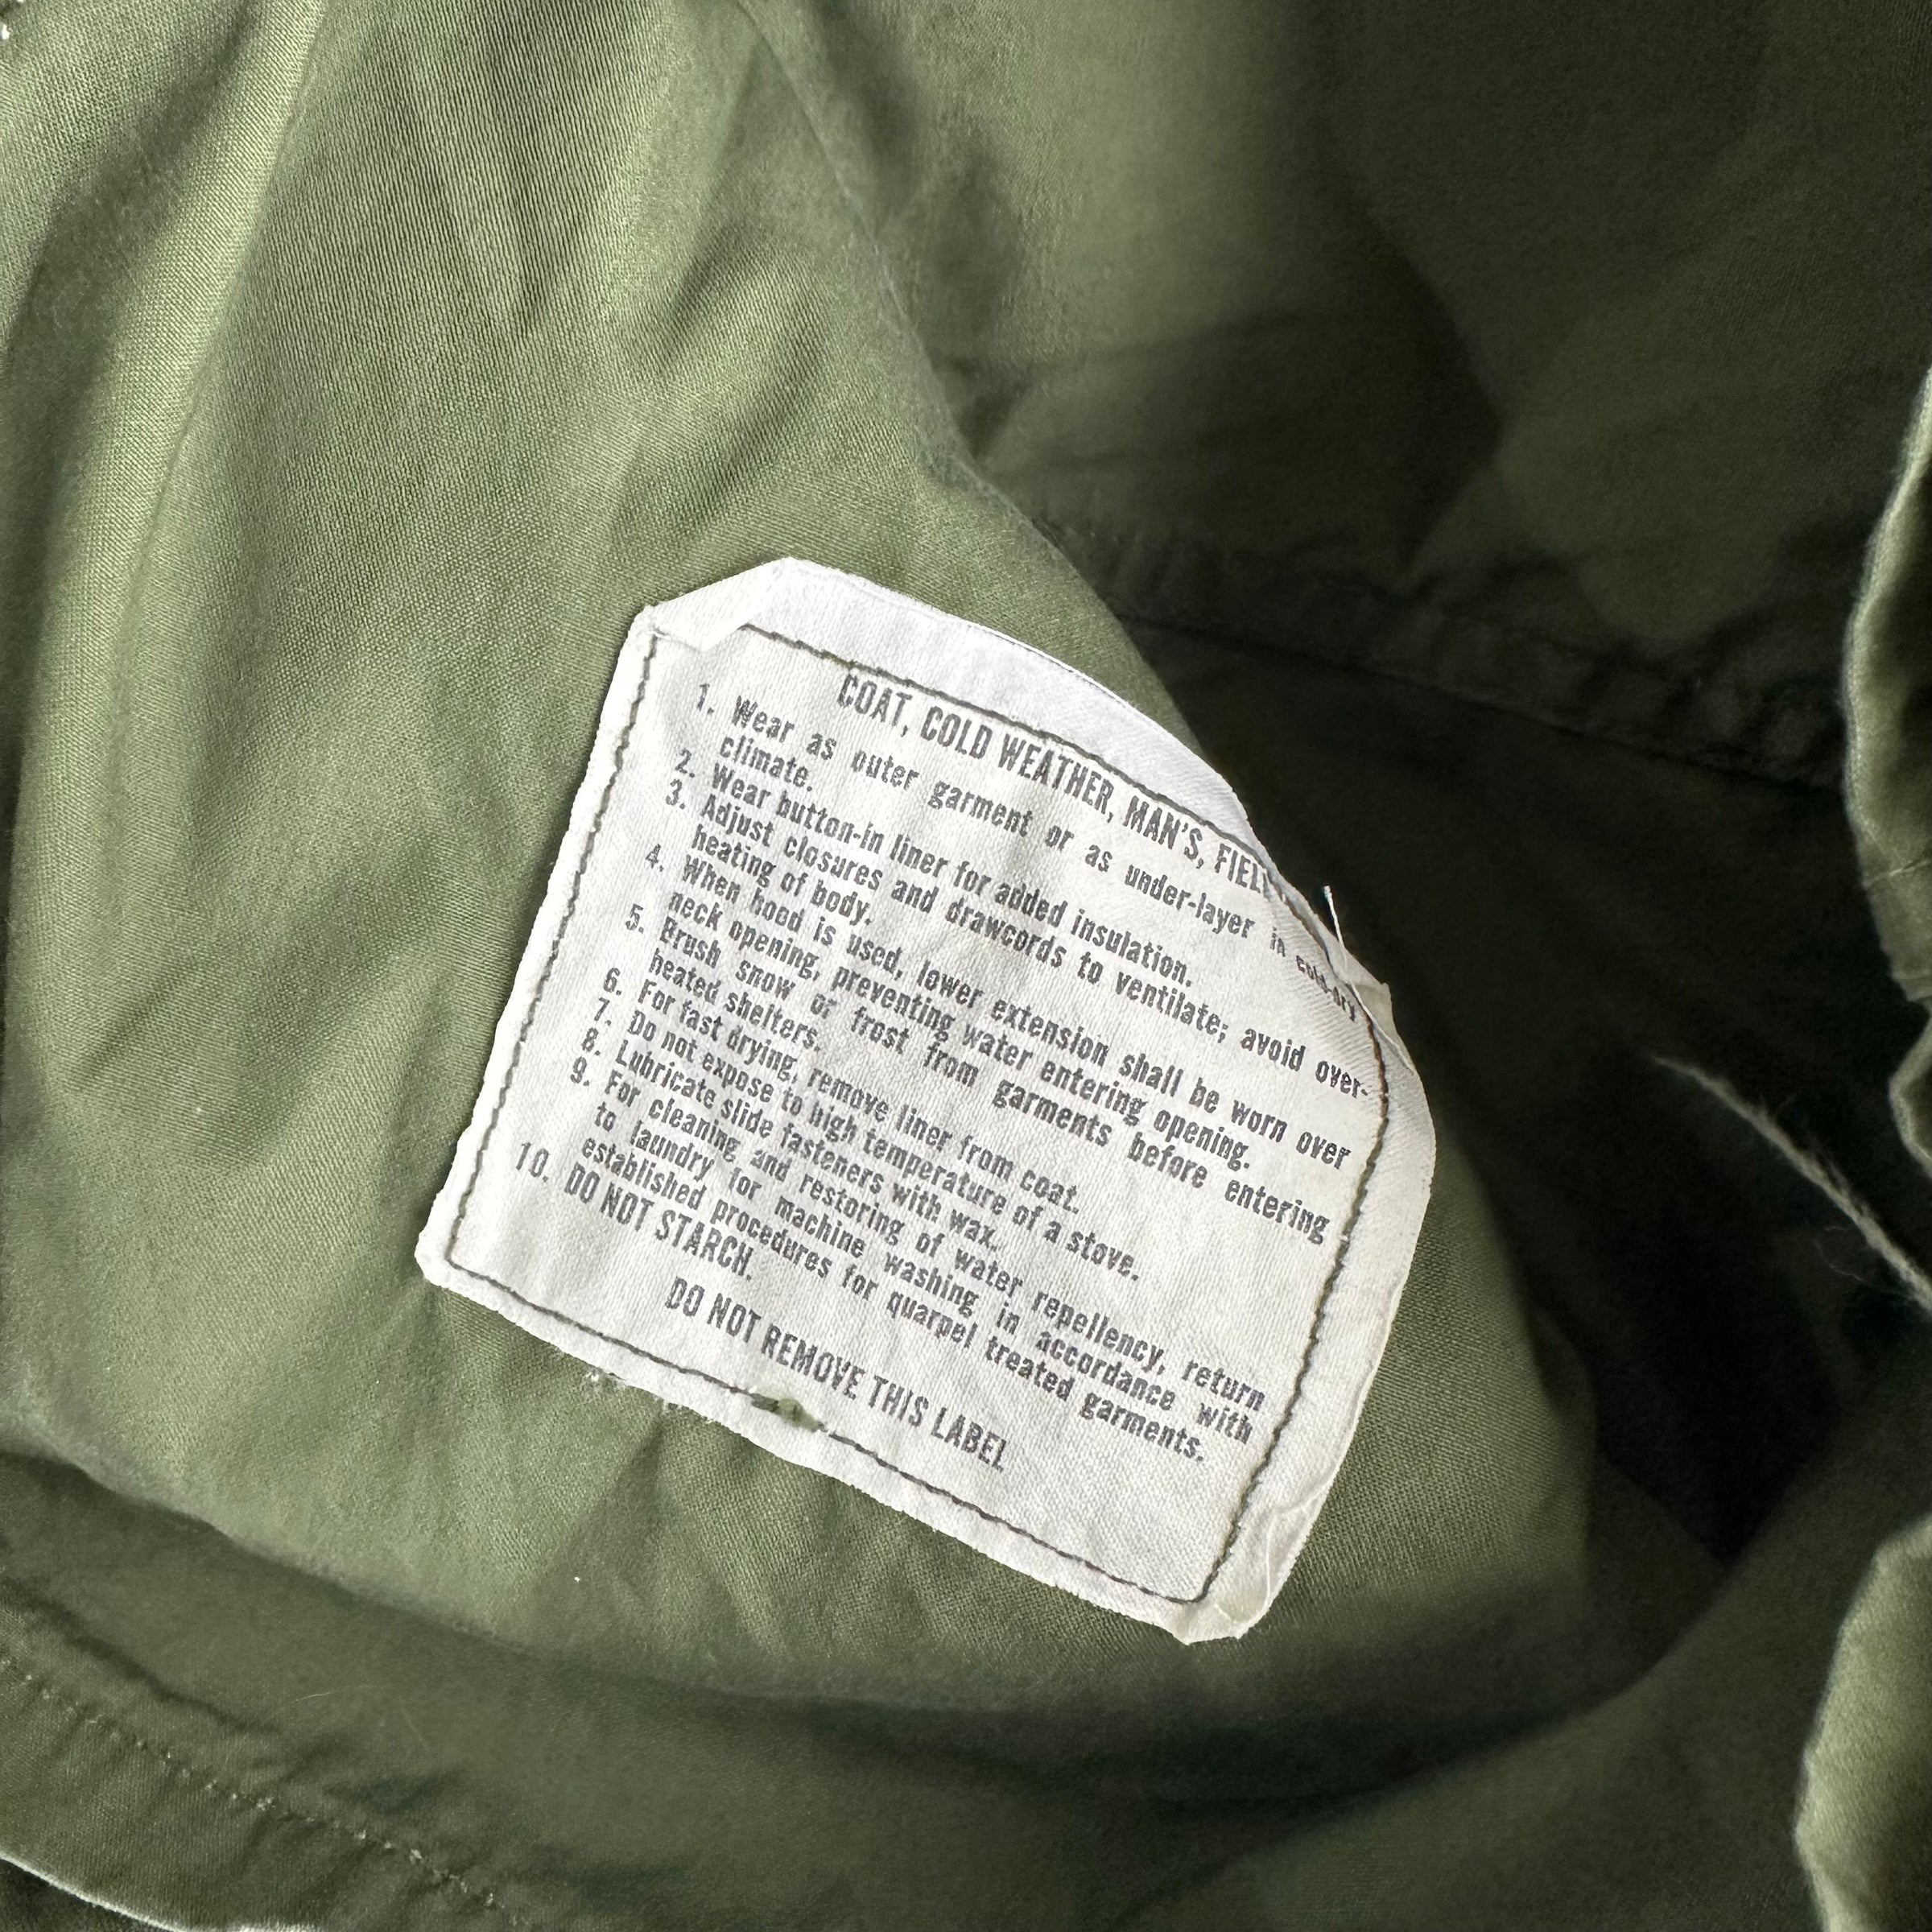 COAT, COLD WEATHER, MAN'S, FIELD
1. Wear as outer garment or as under-layer in cold-dry
climate.
2. Wear button-in liner for added insulation.
3. Adjust closures and drawcords to ventilate; avoid over-
heating of body.
4. When hood is used, lower extension shall be worn over
neck opening, preventing water entering opening.
5. Brush snow or frost from garments before entering
heated shelters.
6. For fast drying, remove liner from coat.
7. Do not expose to high temperature of a stove.
8. Lubricate slide fasteners with wax.
9. For cleaning and restoring of water repellency, return
to laundry for machine washing in accordance with
established procedures for quarpel treated garments.
10. DO NOT STARCH.
DO NOT REMOVE THIS LABEL